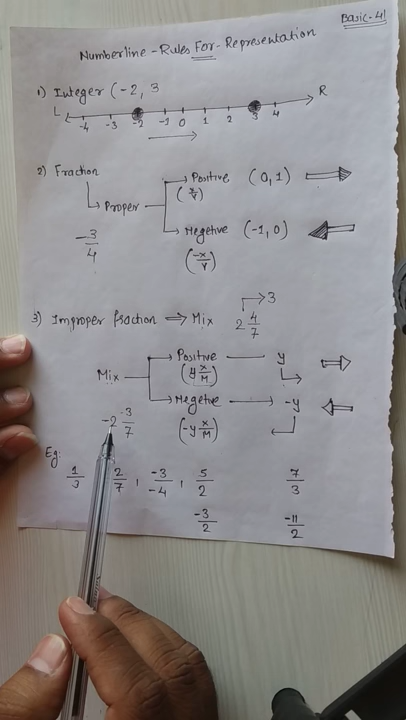 Basic-41
Numberline - Rules For - Representation
1) Integer (-2, 3
L -4 -3 -2 -1 0 1 2 3 4 R
2) Fraction
Proper
Positive (x/y) (0,1)
Negetive (-x/y) (-1,0)
-3/4
3) Improper fraction ⇒ Mix 2 4/7 → 3
Mix
Positive (y x/M) y
Negetive (-y x/M) -y
-2 3/7
Eg:
1/3 2/7 , -3/-4 , 5/2 7/3
-3/2 -11/2